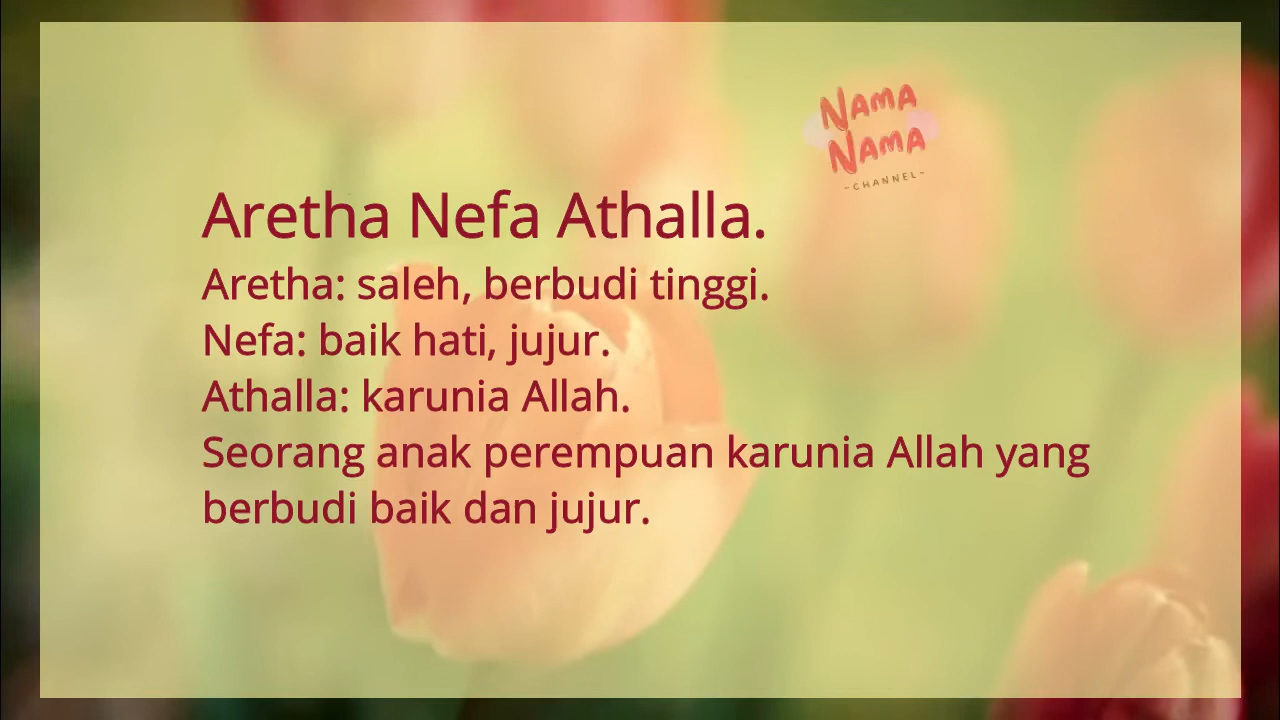 NAMA
NAMA
-CHANNEL-
Aretha Nefa Athalla.
Aretha: saleh, berbudi tinggi.
Nefa: baik hati, jujur.
Athalla: karunia Allah.
Seorang anak perempuan karunia Allah yang
berbudi baik dan jujur.